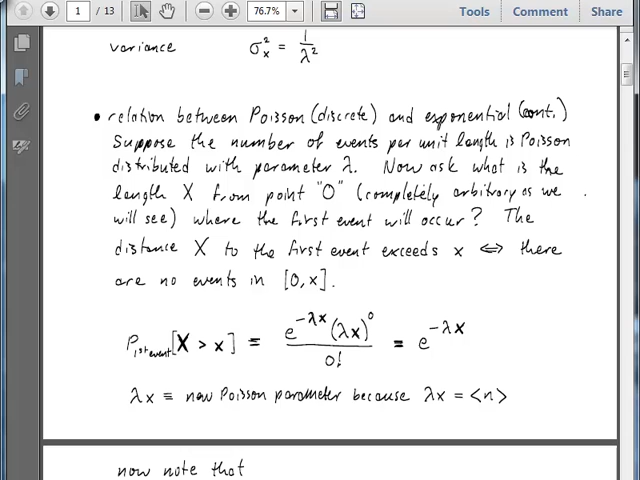 1 / 13
76.7%
Tools
Comment
Share
variance σx² = 1/λ²
• relation between Poisson (discrete) and exponential (cont.)
Suppose the number of events per unit length is Poisson
distributed with parameter λ. Now ask what is the
length X from point "0" (completely arbitrary as we
will see) where the first event will occur? The
distance X to the first event exceeds x ⇔ there
are no events in [0,x].
P1st event[X > x] = e^-λx (λx)^0 / 0! = e^-λx
λx ≡ new Poisson parameter because λx = <n>
now note that